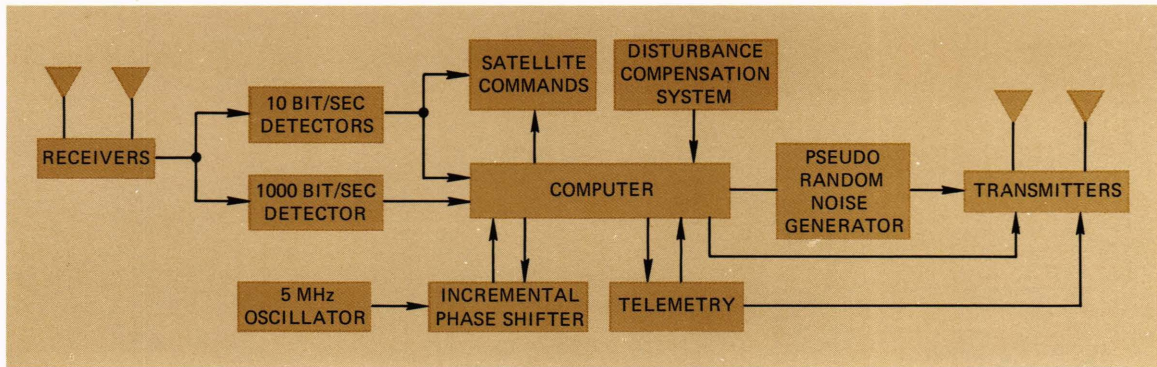 RECEIVERS
10 BIT/SEC
DETECTORS
1000 BIT/SEC
DETECTOR
SATELLITE
COMMANDS
DISTURBANCE
COMPENSATION
SYSTEM
COMPUTER
PSEUDO
RANDOM
NOISE
GENERATOR
TRANSMITTERS
5 MHz
OSCILLATOR
INCREMENTAL
PHASE SHIFTER
TELEMETRY